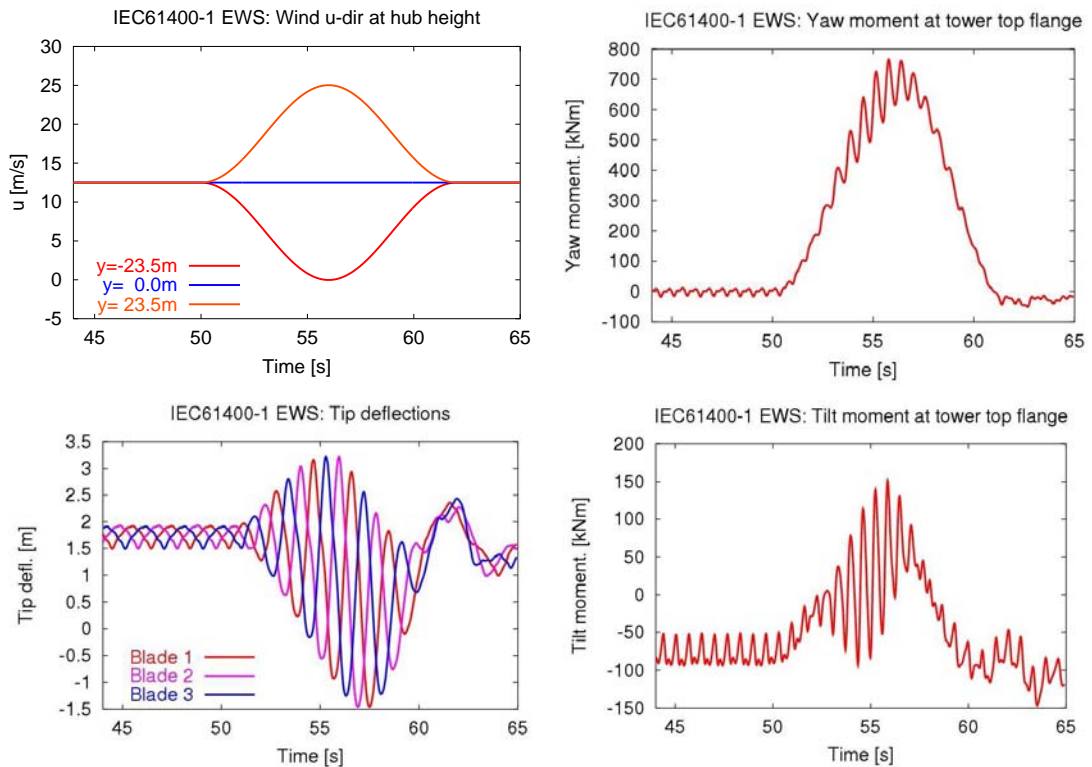 IEC61400-1 EWS: Wind u-dir at hub height
u [m/s]
30
25
20
15
10
5
0
-5
y=-23.5m
y= 0.0m
y= 23.5m
45 50 55 60 65
Time [s]
IEC61400-1 EWS: Yaw moment at tower top flange
Yaw moment. [kNm]
800
700
600
500
400
300
200
100
0
-100
45 50 55 60 65
Time [s]
IEC61400-1 EWS: Tip deflections
Tip defl. [m]
3.5
3
2.5
2
1.5
1
0.5
0
-0.5
-1
-1.5
Blade 1
Blade 2
Blade 3
45 50 55 60 65
Time [s]
IEC61400-1 EWS: Tilt moment at tower top flange
Tilt moment. [kNm]
200
150
100
50
0
-50
-100
-150
45 50 55 60 65
Time [s]